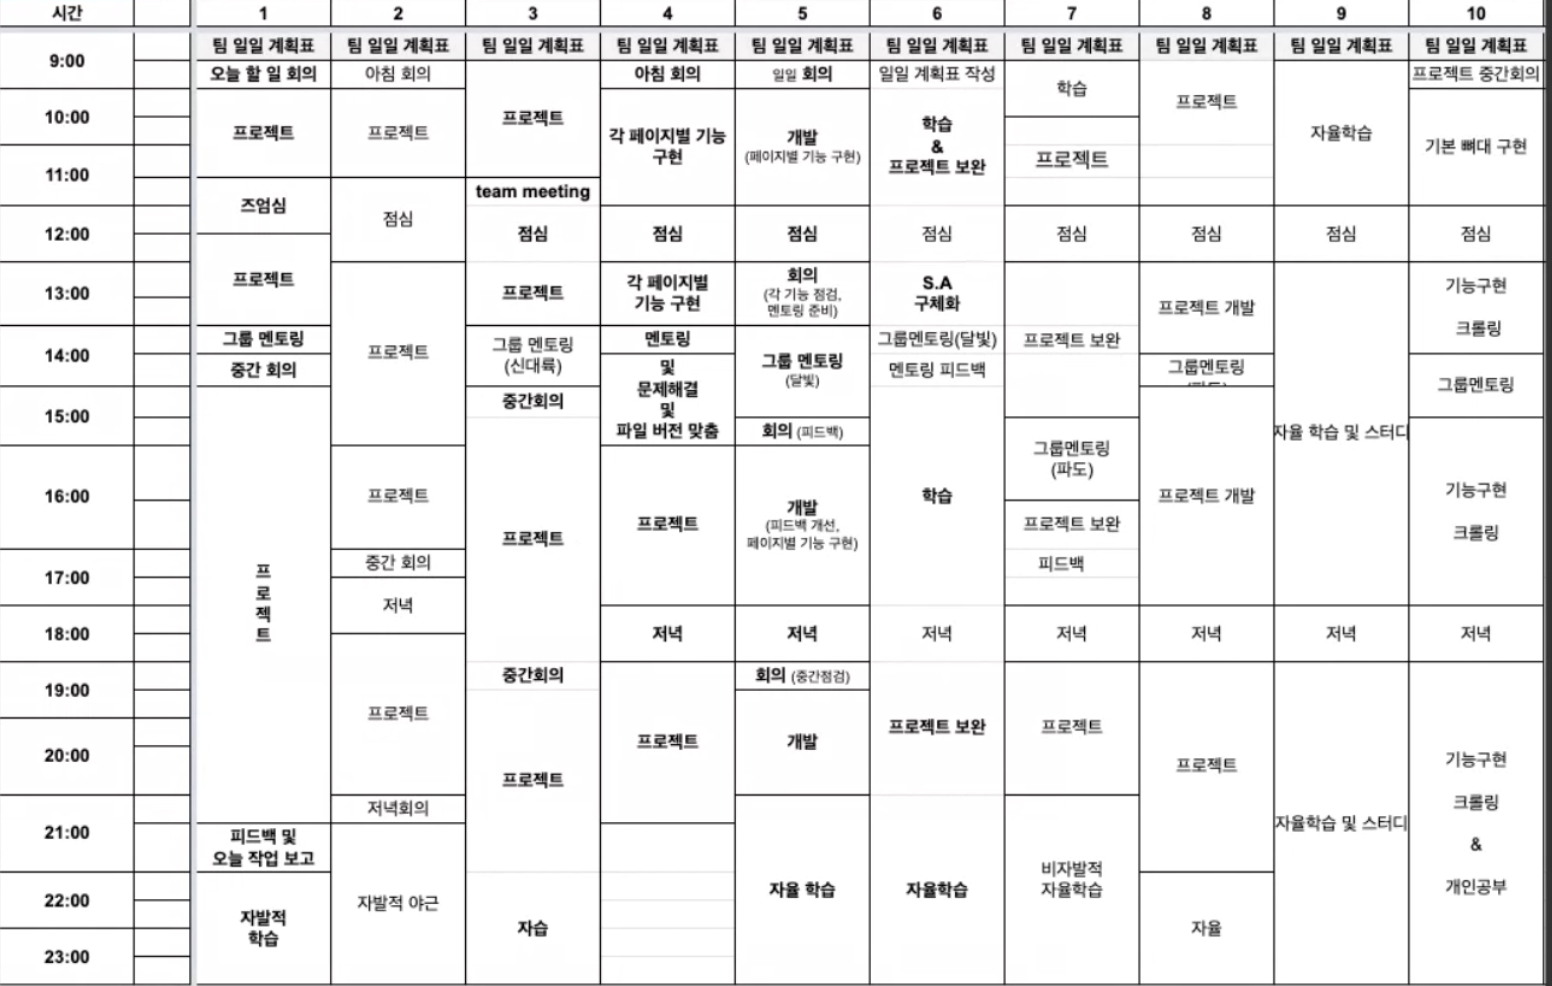 시간 1 2 3 4 5 6 7 8 9 10
팀 일일 계획표 팀 일일 계획표 팀 일일 계획표 팀 일일 계획표 팀 일일 계획표 팀 일일 계획표 팀 일일 계획표 팀 일일 계획표 팀 일일 계획표 팀 일일 계획표
9:00
오늘 할 일 회의 아침 회의 아침 회의 일일 회의 일일 계획표 작성 프로젝트 중간회의
학습
프로젝트
10:00 프로젝트
프로젝트 프로젝트 각 페이지별 기능
구현
개발
(페이지별 기능 구현)
학습
&
프로젝트 보완
자율학습
기본 뼈대 구현
프로젝트
11:00
team meeting
즈엄심 점심
12:00 점심 점심 점심 점심 점심 점심 점심 점심
프로젝트
13:00 프로젝트
각 페이지별
기능 구현
회의
(각 기능 점검,
멘토링 준비)
S.A
구체화
프로젝트 개발
기능구현
크롤링
그룹 멘토링 멘토링 그룹멘토링(달빛) 프로젝트 보완
14:00 프로젝트
그룹 멘토링
(신대륙)
그룹 멘토링
(달빛)
중간 회의 및
문제해결
및
파일 버전 맞춤
멘토링 피드백 그룹멘토링
그룹멘토링
15:00 중간회의
회의 (피드백)
자율 학습 및 스터디
그룹멘토링
(파도)
16:00 프로젝트 학습 프로젝트 개발
기능구현
크롤링
프로젝트
개발
(피드백 개선,
페이지별 기능 구현)
프로젝트 보완
프로젝트
중간 회의 피드백
17:00
프
로
젝
트
저녁
18:00 저녁 저녁 저녁 저녁 저녁 저녁 저녁
중간회의 회의 (중간점검)
19:00
프로젝트 프로젝트 보완 프로젝트
20:00 프로젝트 개발
프로젝트 프로젝트
기능구현
크롤링
&
개인공부
저녁회의
21:00
피드백 및
오늘 작업 보고
자율학습 및 스터디
비자발적
자율학습
22:00
자발적
학습
자발적 야근 자습 자율 학습 자율학습 자율
23:00